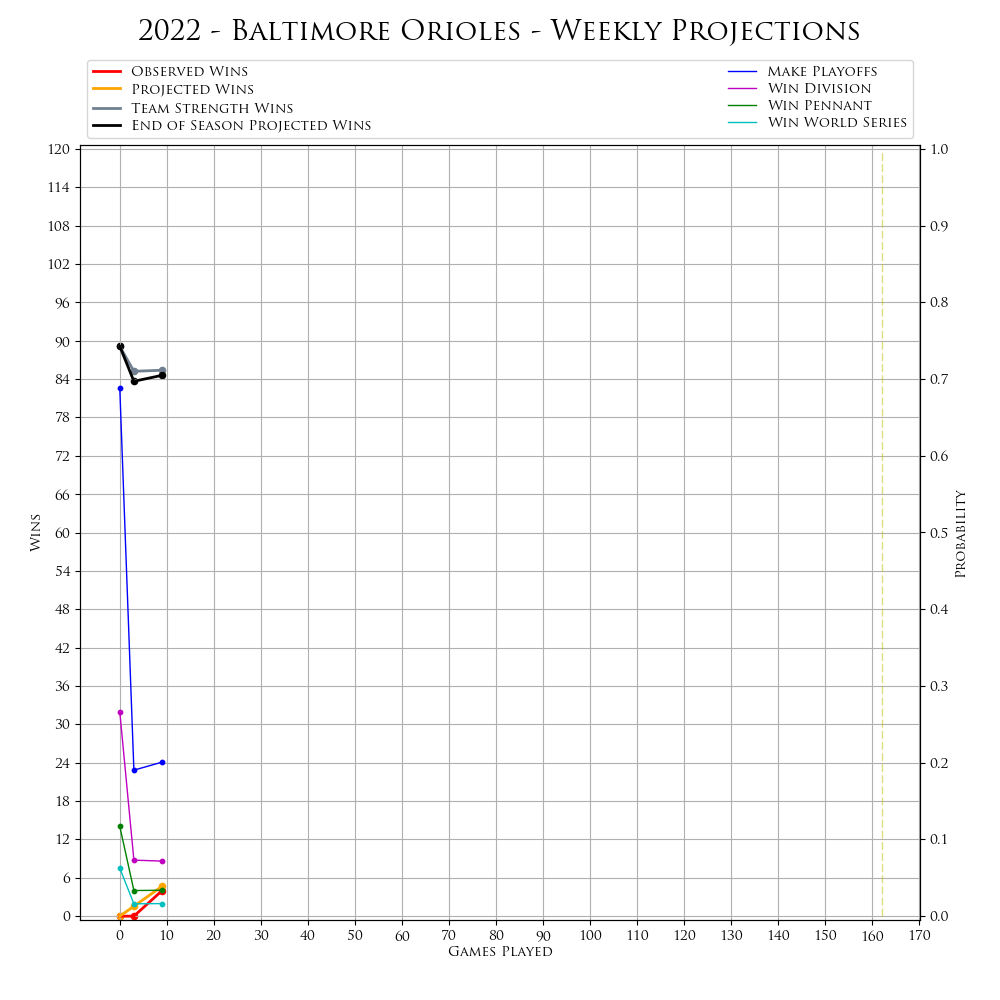 2022 - Baltimore Orioles - Weekly Projections
Observed Wins
Projected Wins
Team Strength Wins
End of Season Projected Wins
Make Playoffs
Win Division
Win Pennant
Win World Series
120
114
108
102
96
90
84
78
72
66
60
54
48
42
36
30
24
18
12
6
0
Wins
1.0
0.9
0.8
0.7
0.6
0.5
0.4
0.3
0.2
0.1
0.0
Probability
0 10 20 30 40 50 60 70 80 90 100 110 120 130 140 150 160 170
Games Played